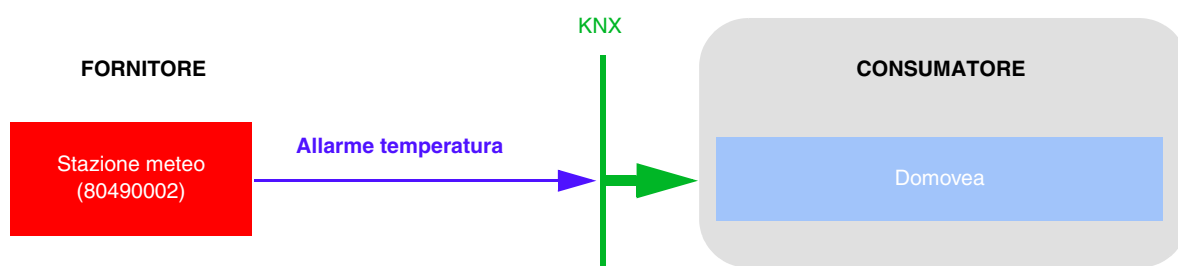 KNX
FORNITORE
CONSUMATORE
Allarme temperatura
Stazione meteo
(80490002)
Domovea